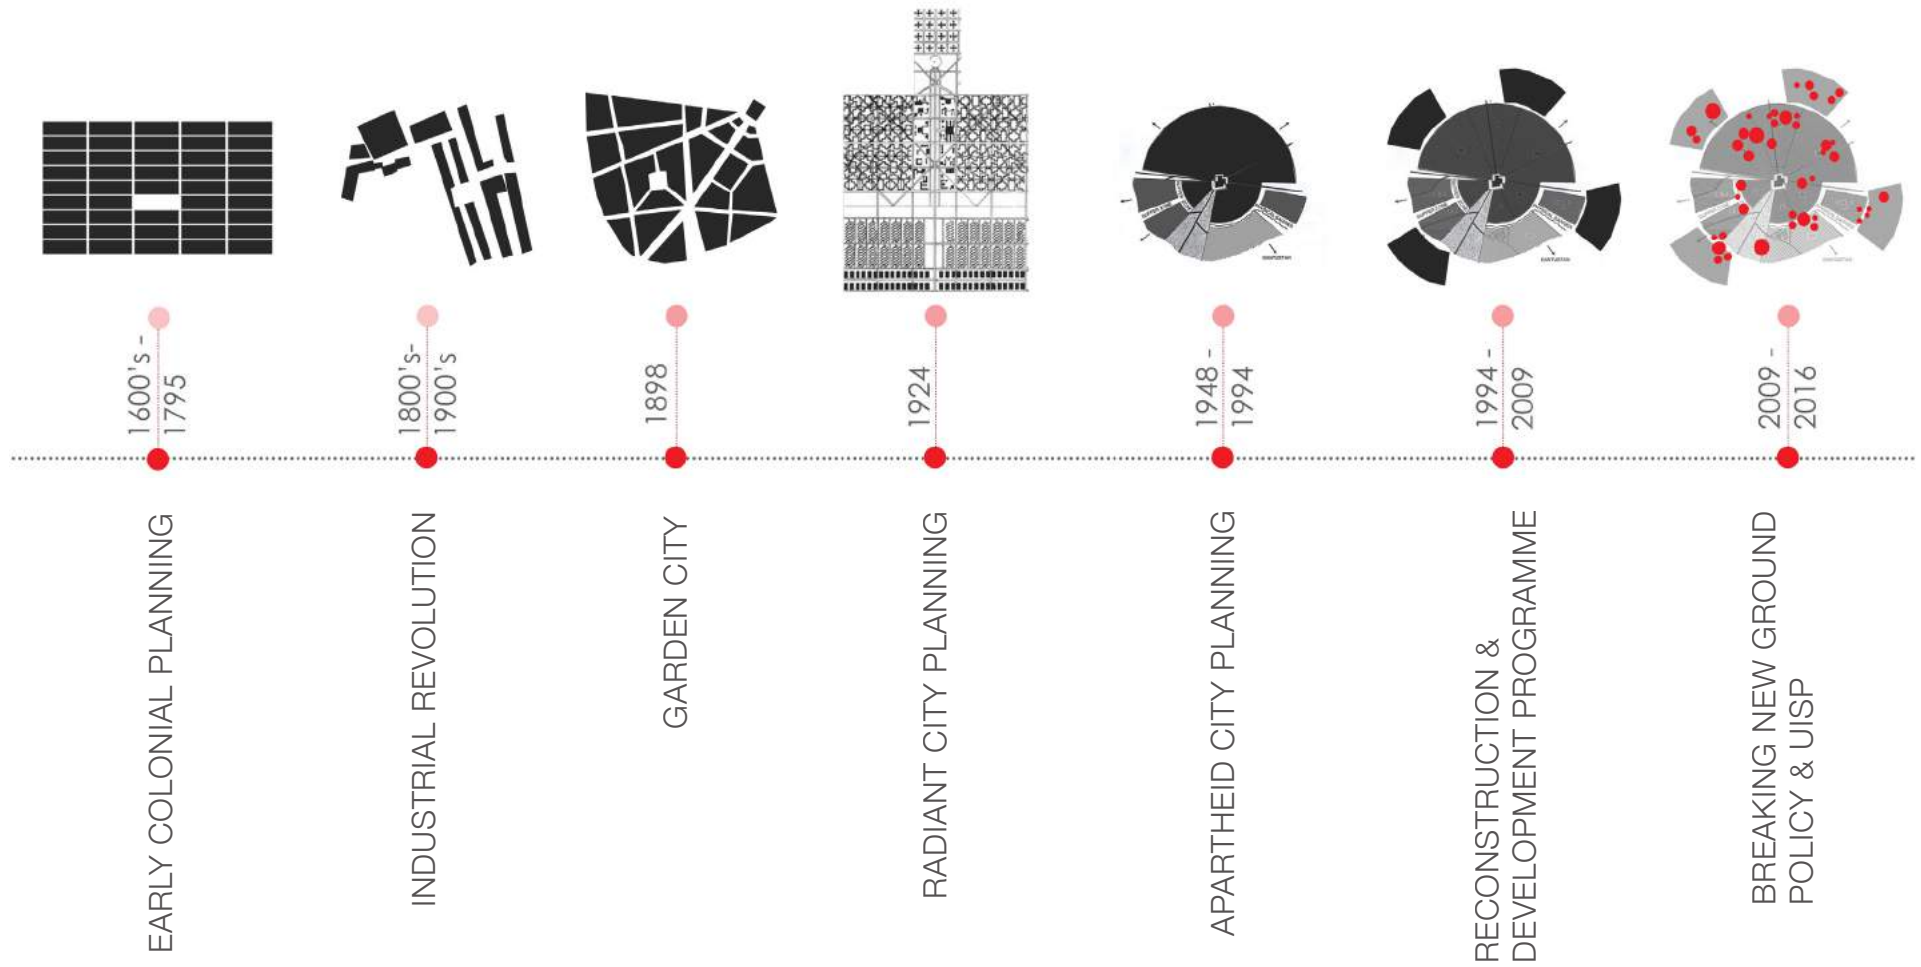 1600's -
1795
1800's-
1900's
1898
1924
1948 -
1994
1994 -
2009
2009 -
2016
EARLY COLONIAL PLANNING
INDUSTRIAL REVOLUTION
GARDEN CITY
RADIANT CITY PLANNING
APARTHEID CITY PLANNING
RECONSTRUCTION &
DEVELOPMENT PROGRAMME
BREAKING NEW GROUND
POLICY & UISP